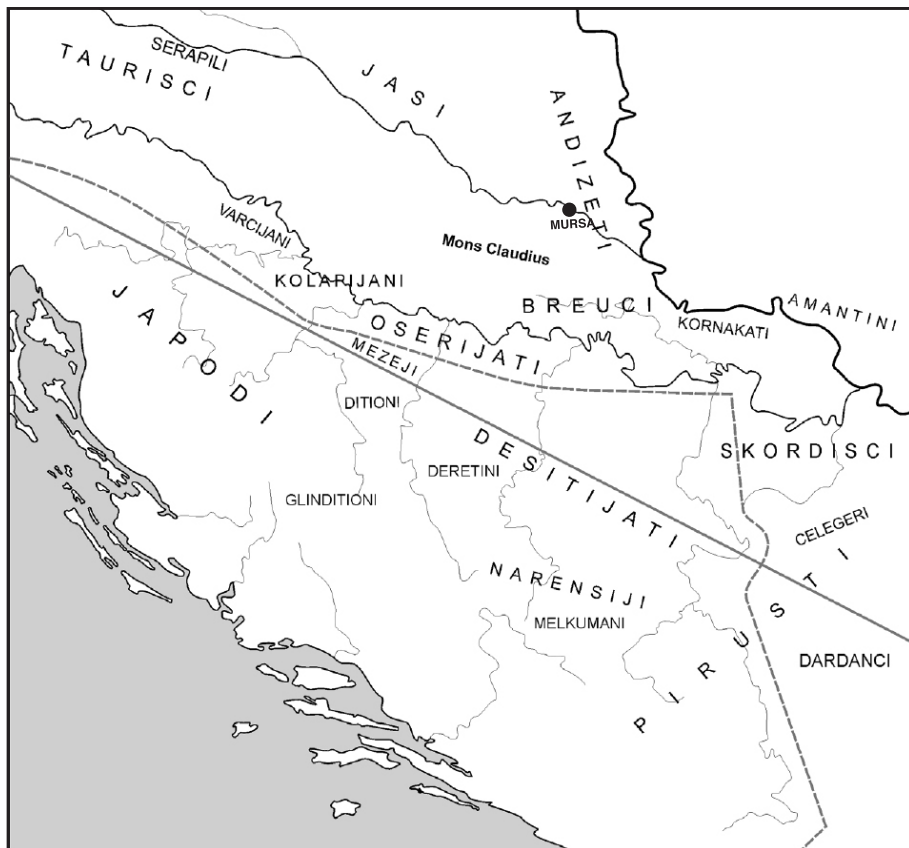 SERAPILI
TAURISCI
JASI
ANDIZETI
VARCIJANI
MURSA
Mons Claudius
KOLARIJANI
BREUCI
AMANTINI
KORNAKATI
OSERIJATI
JAPODI
MEZEJI
DITIONI
DESITIJATI
SKORDISCI
DERETINI
GLINDITIONI
CELEGERI
NARENSIJI
MELKUMANI
PIRUSTI
DARDANCI